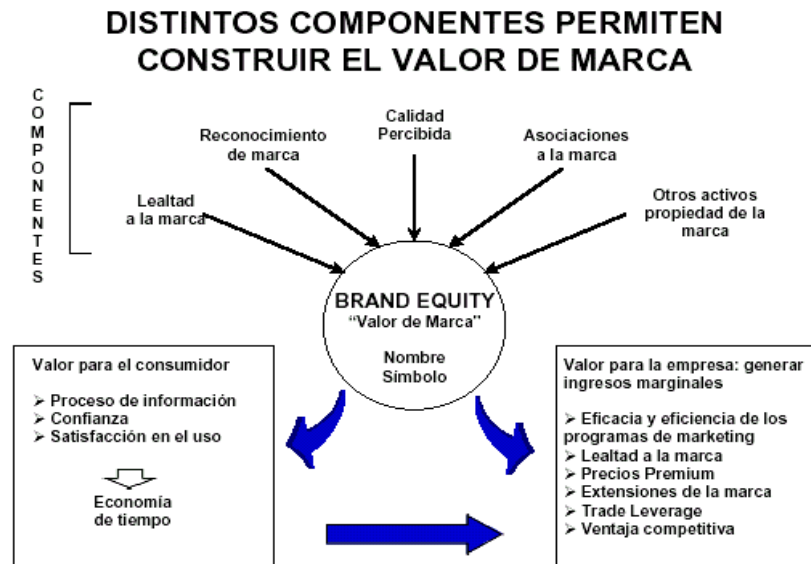 DISTINTOS COMPONENTES PERMITEN
CONSTRUIR EL VALOR DE MARCA
COMPONENTES
Calidad
Percibida
Reconocimiento
de marca
Asociaciones
a la marca
Lealtad
a la marca
Otros activos
propiedad de la
marca
BRAND EQUITY
“Valor de Marca”
Nombre
Símbolo
Valor para el consumidor
➢ Proceso de información
➢ Confianza
➢ Satisfacción en el uso
Economía
de tiempo
Valor para la empresa: generar
ingresos marginales
➢ Eficacia y eficiencia de los
programas de marketing
➢ Lealtad a la marca
➢ Precios Premium
➢ Extensiones de la marca
➢ Trade Leverage
➢ Ventaja competitiva